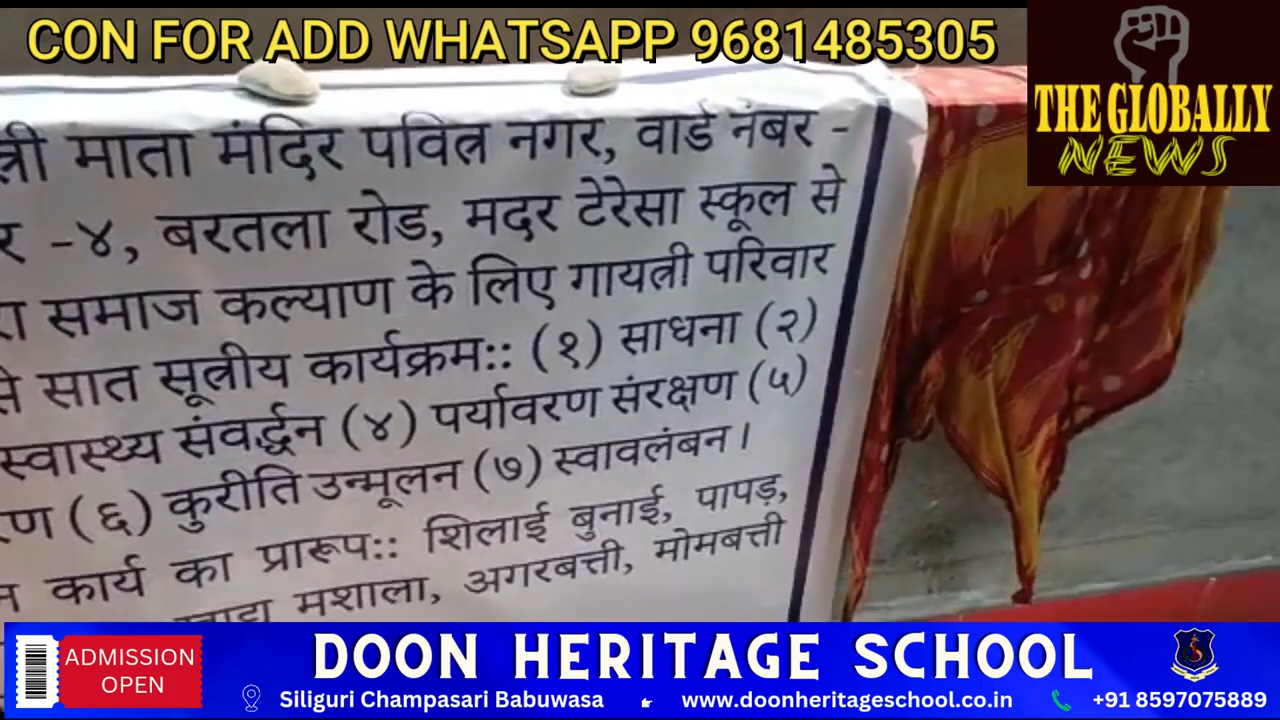 CON FOR ADD WHATSAPP 9681485305
THE GLOBALLY
NEWS
माता मंदिर पवित्र नगर, वार्ड नंबर -
-४, बरतला रोड, मदर टेरेसा स्कूल से
समाज कल्याण के लिए गायत्री परिवार
सात सूत्रीय कार्यक्रम:: (१) साधना (२)
स्वास्थ्य संवर्द्धन (४) पर्यावरण संरक्षण (५)
(६) कुरीति उन्मूलन (७) स्वावलंबन।
कार्य का प्रारूप:: शिलाई बुनाई, पापड़,
मशाला, अगरबत्ती, मोमबत्ती
ADMISSION
OPEN
DOON HERITAGE SCHOOL
Siliguri Champasari Babuwasa
www.doonheritageschool.co.in
+91 8597075889